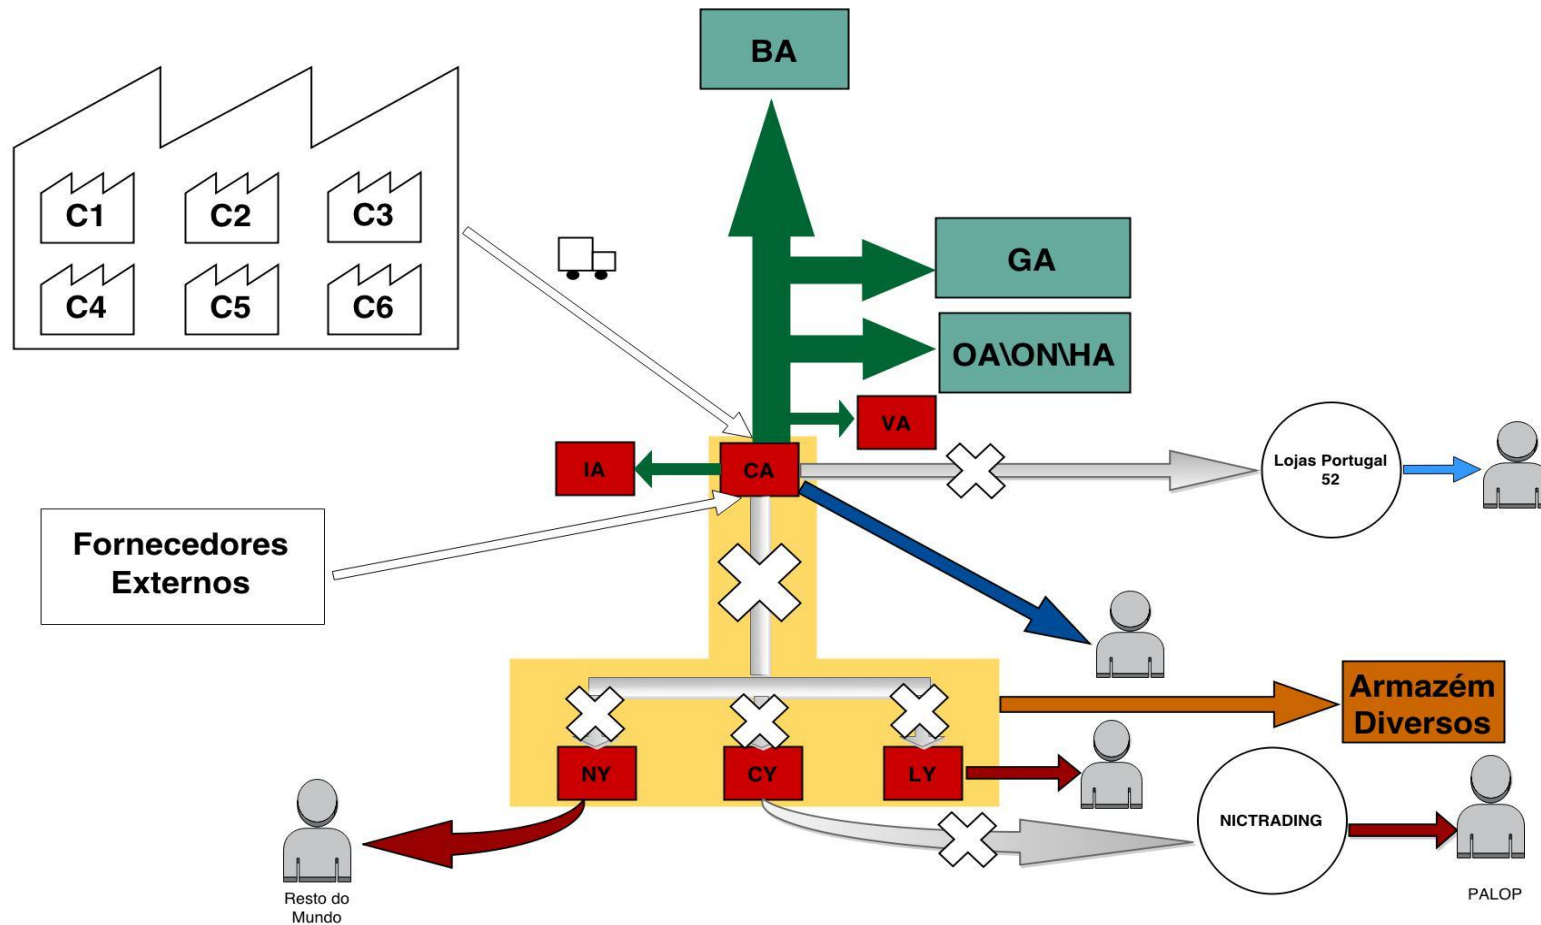 BA
C1
C2
C3
C4
C5
C6
GA
OA\ON\HA
VA
IA
CA
Lojas Portugal
52
Fornecedores
Externos
Armazém
Diversos
NY
CY
LY
NICTRADING
Resto do
Mundo
PALOP